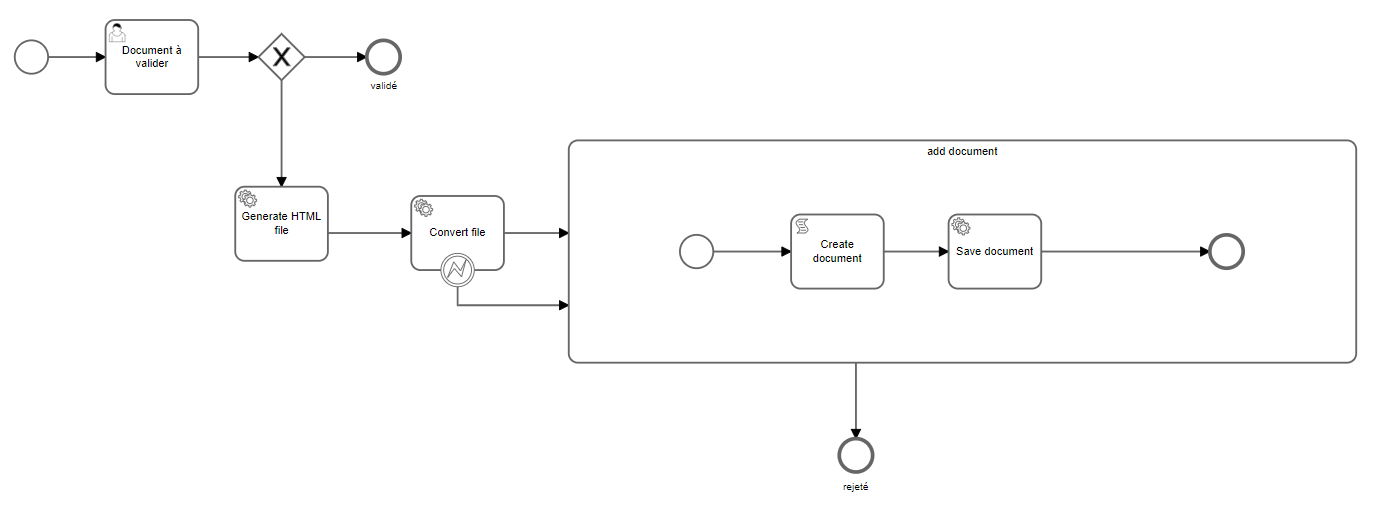 Document à
valider
validé
Generate HTML
file
Convert file
add document
Create
document
Save document
rejeté